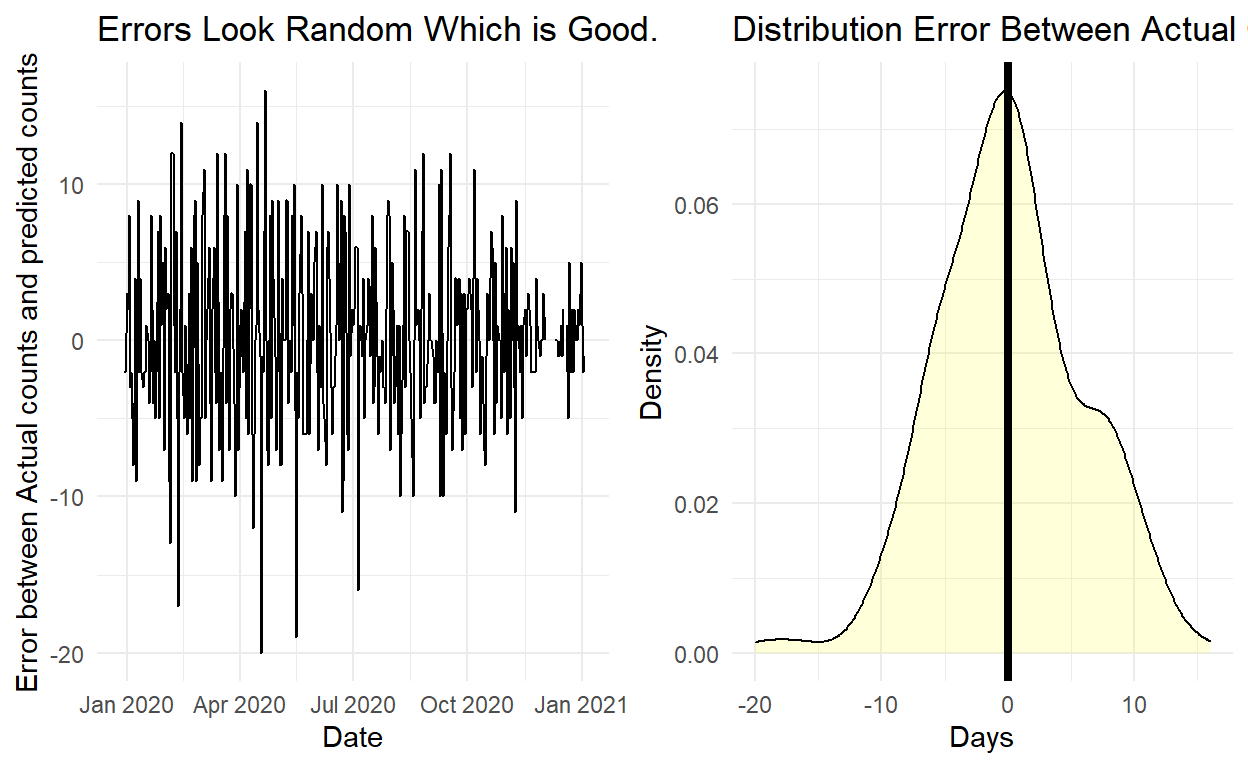 Errors Look Random Which is Good.
Error between Actual counts and predicted counts
10
0
-10
-20
Jan 2020 Apr 2020 Jul 2020 Oct 2020 Jan 2021
Date
Distribution Error Between Actual
Density
0.06
0.04
0.02
0.00
-20 -10 0 10
Days